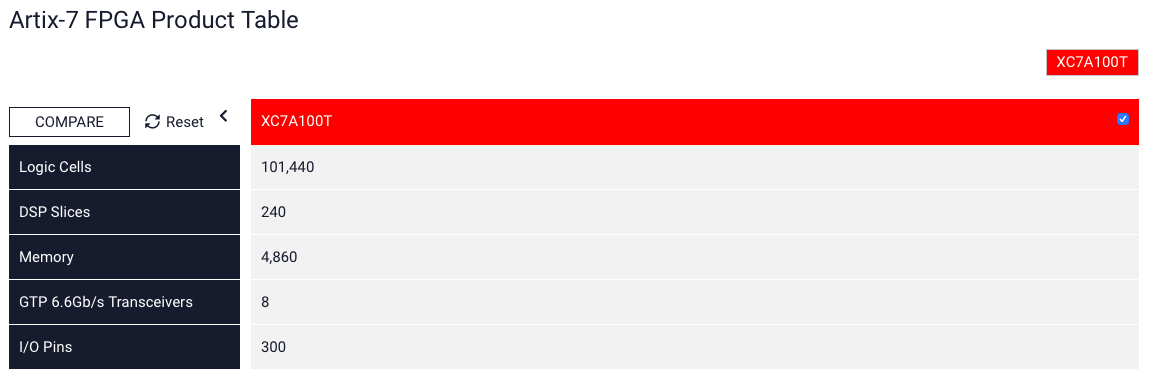 Artix-7 FPGA Product Table
XC7A100T
COMPARE Reset XC7A100T
Logic Cells 101,440
DSP Slices 240
Memory 4,860
GTP 6.6Gb/s Transceivers 8
I/O Pins 300